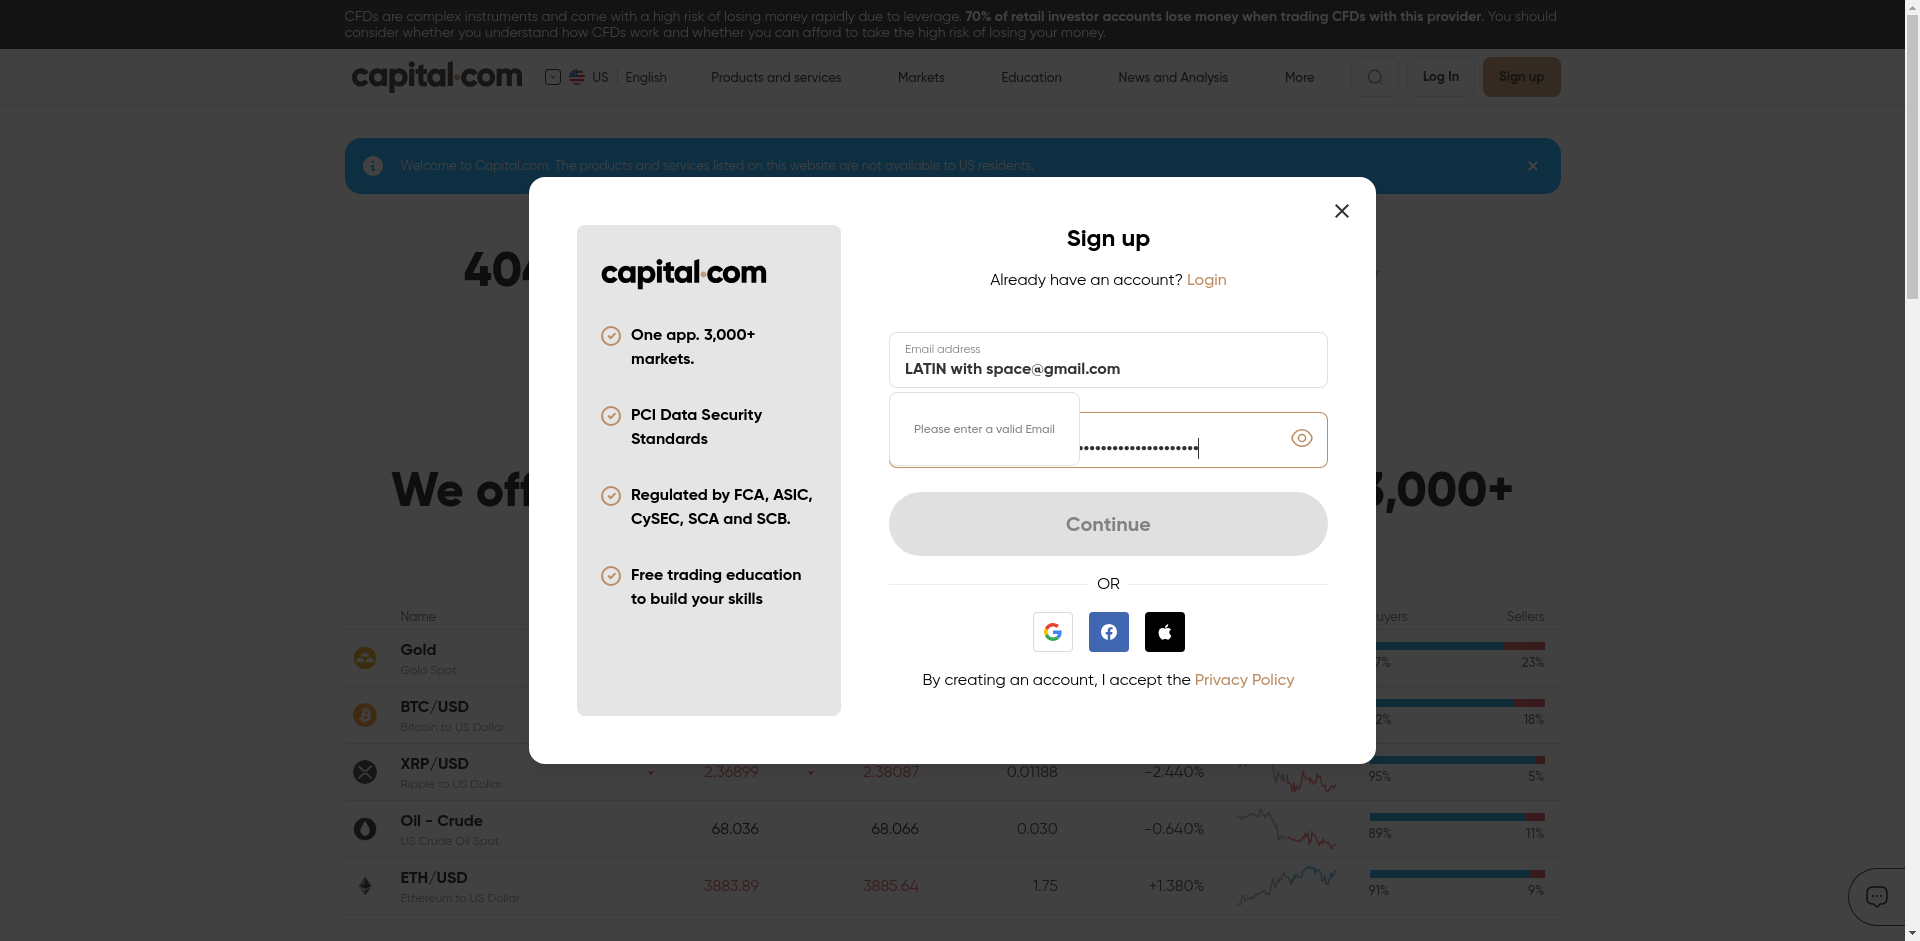 CFDs are complex instruments and come with a high risk of losing money rapidly due to leverage. 70% of retail investor accounts lose money when trading CFDs with this provider. You should
consider whether you understand how CFDs work and whether you can afford to take the high risk of losing your money.
capital.com
US English
Products and services
Markets
Education
News and Analysis
More
Log In
Sign up
Welcome to Capital.com. The products and services listed on this website are not available to US residents.
404
We off
3,000+
capital.com
One app. 3,000+
markets.
PCI Data Security
Standards
Regulated by FCA, ASIC,
CySEC, SCA and SCB.
Free trading education
to build your skills
Sign up
Already have an account? Login
Email address
LATIN with space@gmail.com
Please enter a valid Email
Continue
OR
By creating an account, I accept the Privacy Policy
Name
uyers
Sellers
Gold
Gold Spot
7%
23%
BTC/USD
Bitcoin to US Dollar
2%
18%
XRP/USD
Ripple to US Dollar
2.36899
2.38087
0.01188
-2.440%
95%
5%
Oil - Crude
US Crude Oil Spot
68.036
68.066
0.030
-0.640%
89%
11%
ETH/USD
Ethereum to US Dollar
3883.89
3885.64
1.75
+1.380%
91%
9%